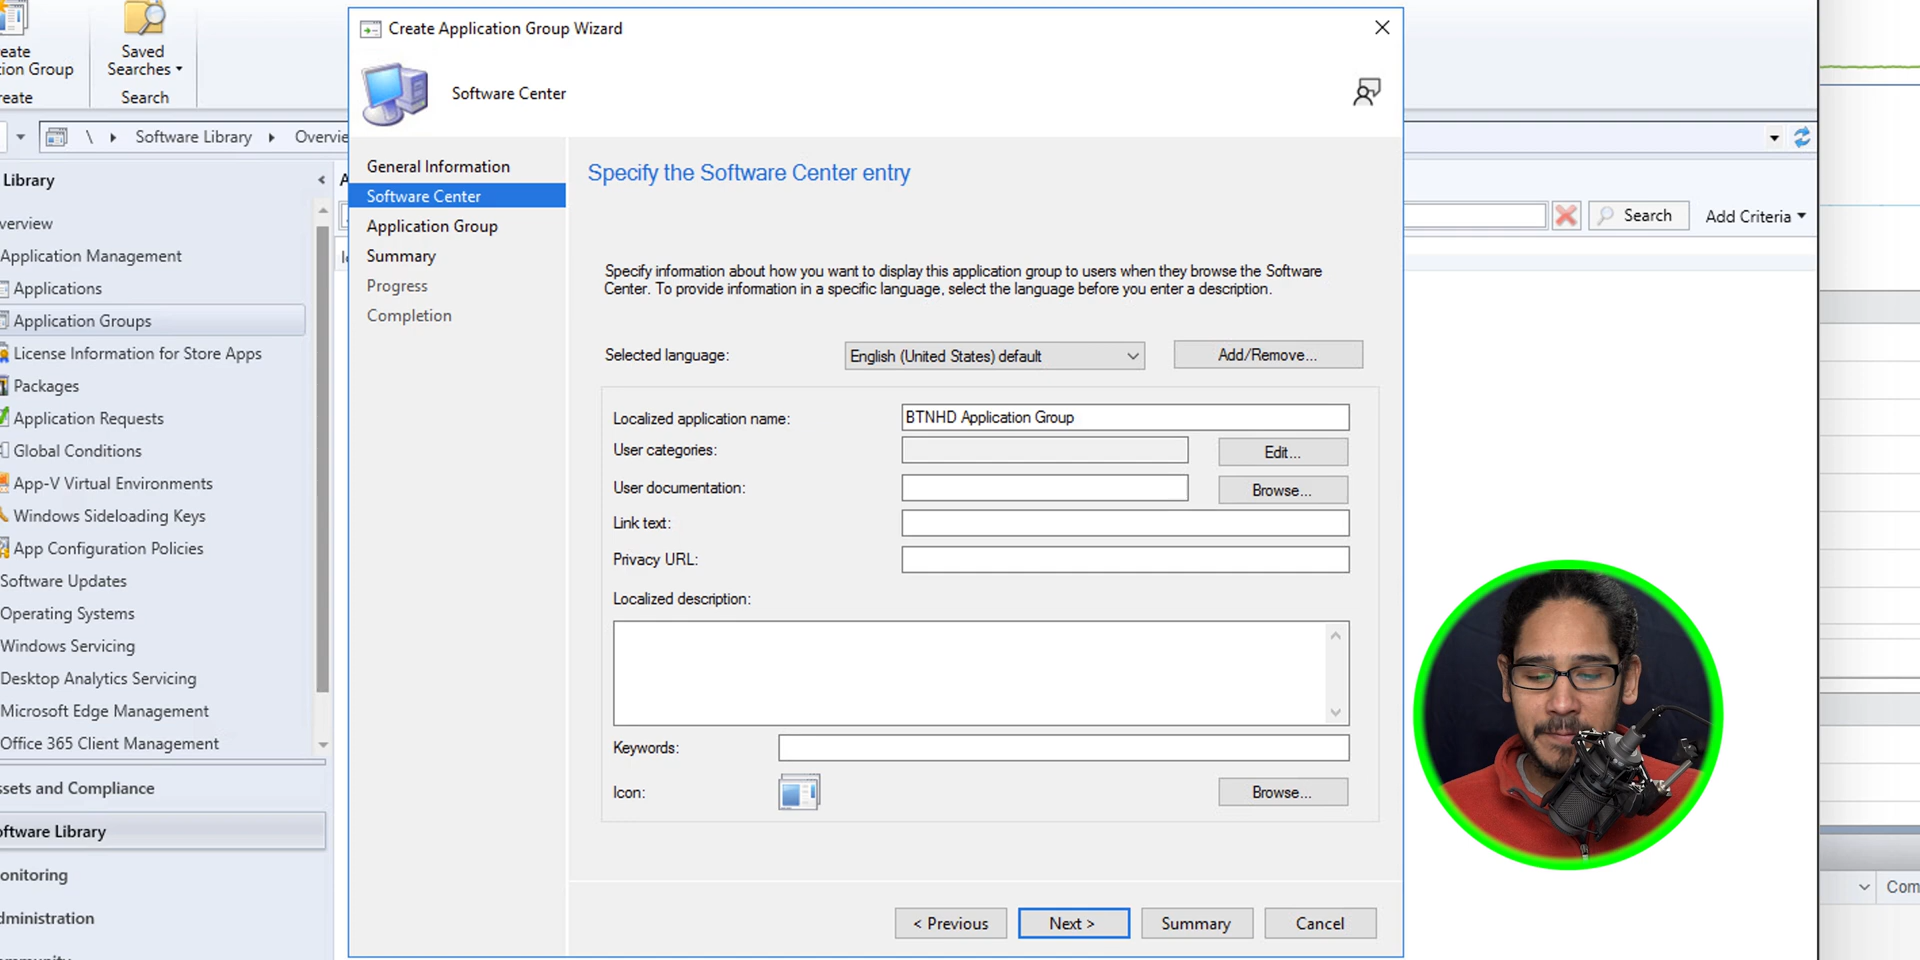 Create Application Group Wizard
eate
ion Group
reate
Saved
Searches
Search
Software Center
\ Software Library Overvie
Library
verview
Application Management
Applications
Application Groups
License Information for Store Apps
Packages
Application Requests
Global Conditions
App-V Virtual Environments
Windows Sideloading Keys
App Configuration Policies
Software Updates
Operating Systems
Windows Servicing
Desktop Analytics Servicing
Microsoft Edge Management
Office 365 Client Management
ssets and Compliance
oftware Library
onitoring
dministration
General Information
Software Center
Application Group
Summary
Progress
Completion
Specify the Software Center entry
Specify information about how you want to display this application group to users when they browse the Software
Center. To provide information in a specific language, select the language before you enter a description.
Selected language: English (United States) default Add/Remove...
Localized application name: BTNHD Application Group
User categories: Edit...
User documentation: Browse...
Link text:
Privacy URL:
Localized description:
Keywords:
Icon: Browse...
< Previous Next > Summary Cancel
Search Add Criteria
Com